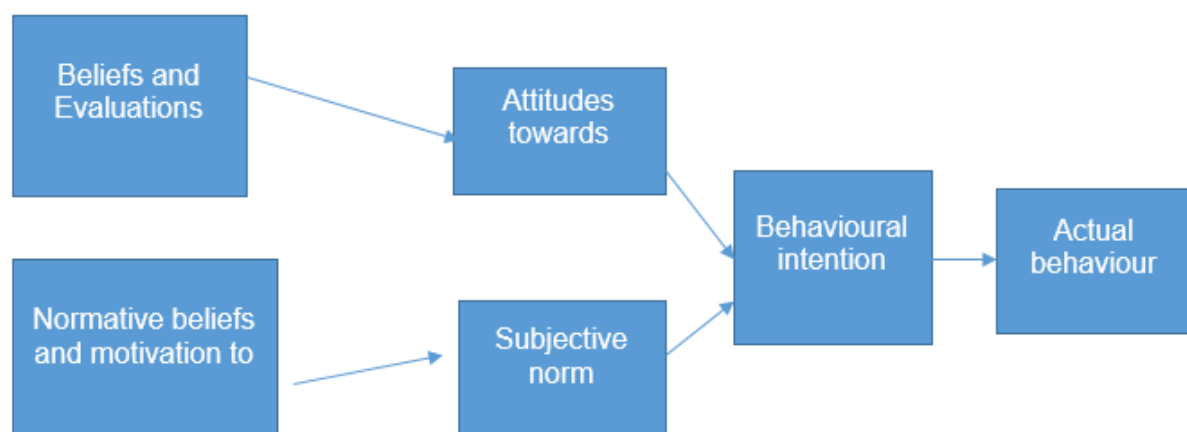 Beliefs and
Evaluations
Attitudes
towards
Behavioural
intention
Actual
behaviour
Normative beliefs
and motivation to
Subjective
norm